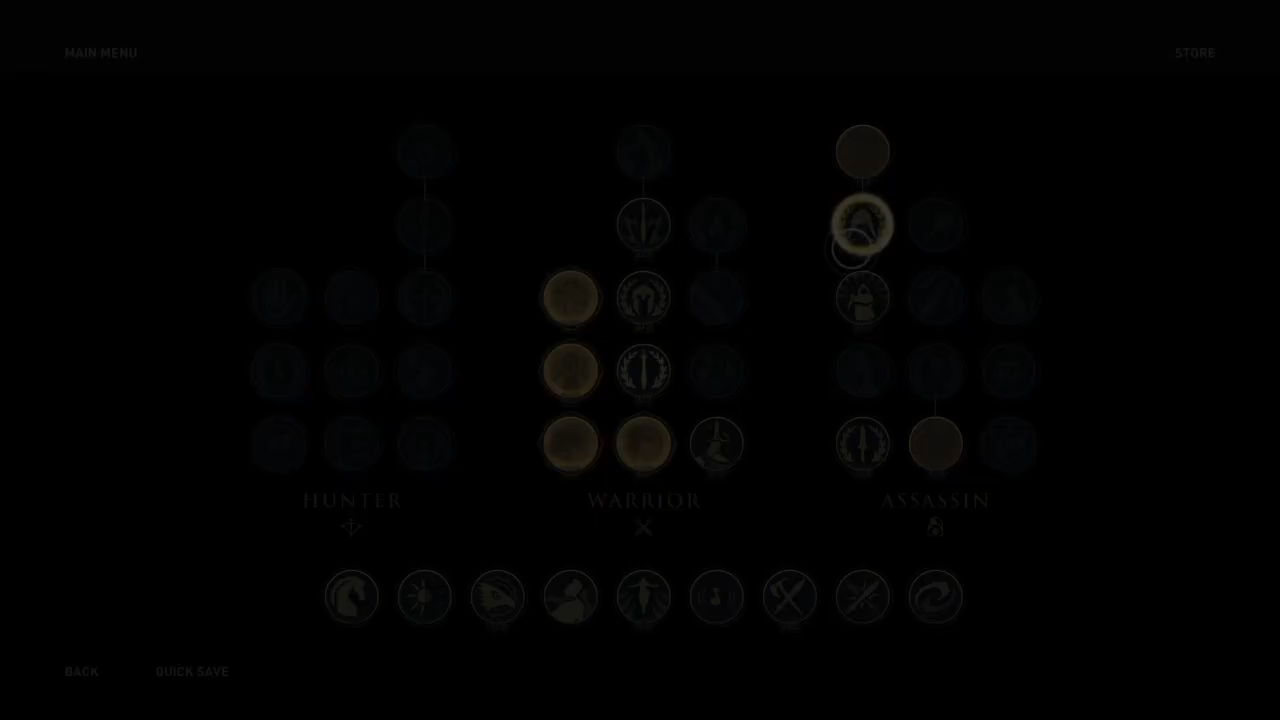 MAIN MENU
STORE
HUNTER
WARRIOR
ASSASSIN
BACK
QUICK SAVE